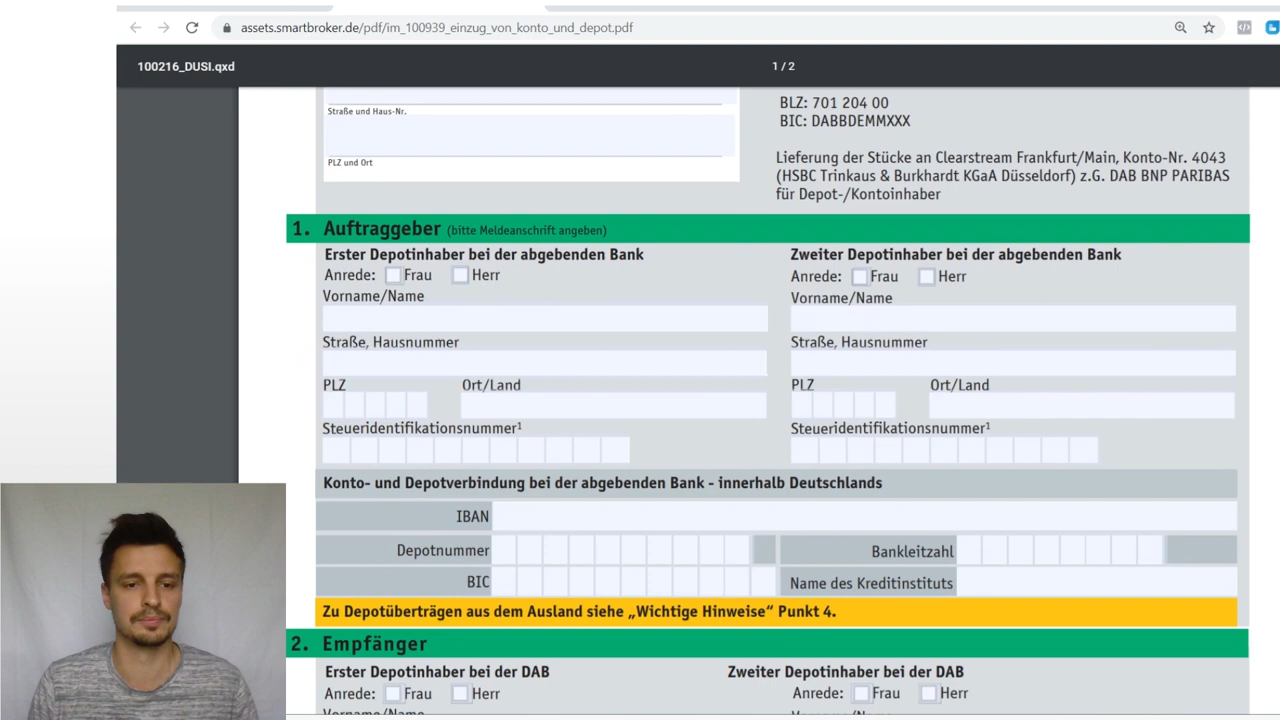 assets.smartbroker.de/pdf/im_100939_einzug_von_konto_und_depot.pdf
100216_DUSI.qxd
1 / 2
Straße und Haus-Nr.
PLZ und Ort
BLZ: 701 204 00
BIC: DABBDEMMXXX
Lieferung der Stücke an Clearstream Frankfurt/Main, Konto-Nr. 4043
(HSBC Trinkaus & Burkhardt KGaA Düsseldorf) z.G. DAB BNP PARIBAS
für Depot-/Kontoinhaber
1. Auftraggeber (bitte Meldeanschrift angeben)
Erster Depotinhaber bei der abgebenden Bank
Anrede: Frau Herr
Vorname/Name
Straße, Hausnummer
PLZ Ort/Land
Steueridentifikationsnummer¹
Zweiter Depotinhaber bei der abgebenden Bank
Anrede: Frau Herr
Vorname/Name
Straße, Hausnummer
PLZ Ort/Land
Steueridentifikationsnummer¹
Konto- und Depotverbindung bei der abgebenden Bank - innerhalb Deutschlands
IBAN
Depotnummer Bankleitzahl
BIC Name des Kreditinstituts
Zu Depotüberträgen aus dem Ausland siehe „Wichtige Hinweise“ Punkt 4.
2. Empfänger
Erster Depotinhaber bei der DAB
Anrede: Frau Herr
Vorname/Name
Zweiter Depotinhaber bei der DAB
Anrede: Frau Herr